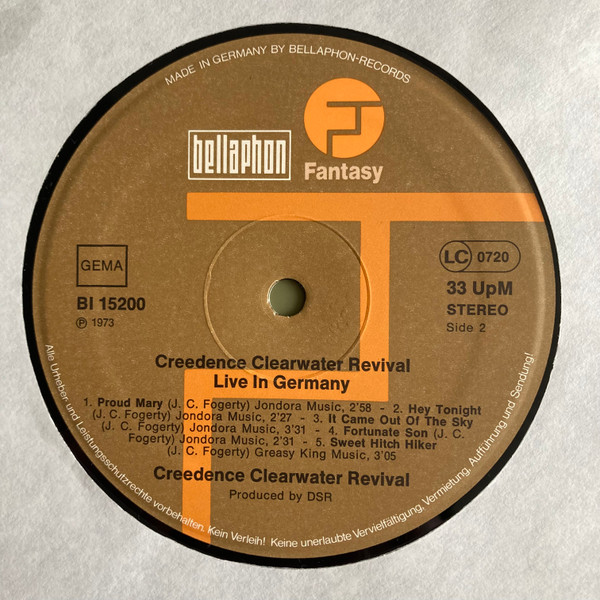 MADE IN GERMANY BY BELLAPHON-RECORDS
bellaphon
Fantasy
GEMA
BI 15200
℗ 1973
LC 0720
33 UpM
STEREO
Side 2
Creedence Clearwater Revival
Live In Germany
1. Proud Mary (J. C. Fogerty) Jondora Music, 2'58 - 2. Hey Tonight
(J. C. Fogerty) Jondora Music, 2'27 - 3. It Came Out Of The Sky
(J. C. Fogerty) Jondora Music, 3'31 - 4. Fortunate Son (J. C.
Fogerty) Jondora Music, 2'31 - 5. Sweet Hitch Hiker
(J. C. Fogerty) Greasy King Music, 3'05
Creedence Clearwater Revival
Produced by DSR
Alle Urheber- und Leistungsschutzrechte vorbehalten. Kein Verleih! Keine unerlaubte Vervielfältigung, Vermietung, Aufführung und Sendung!